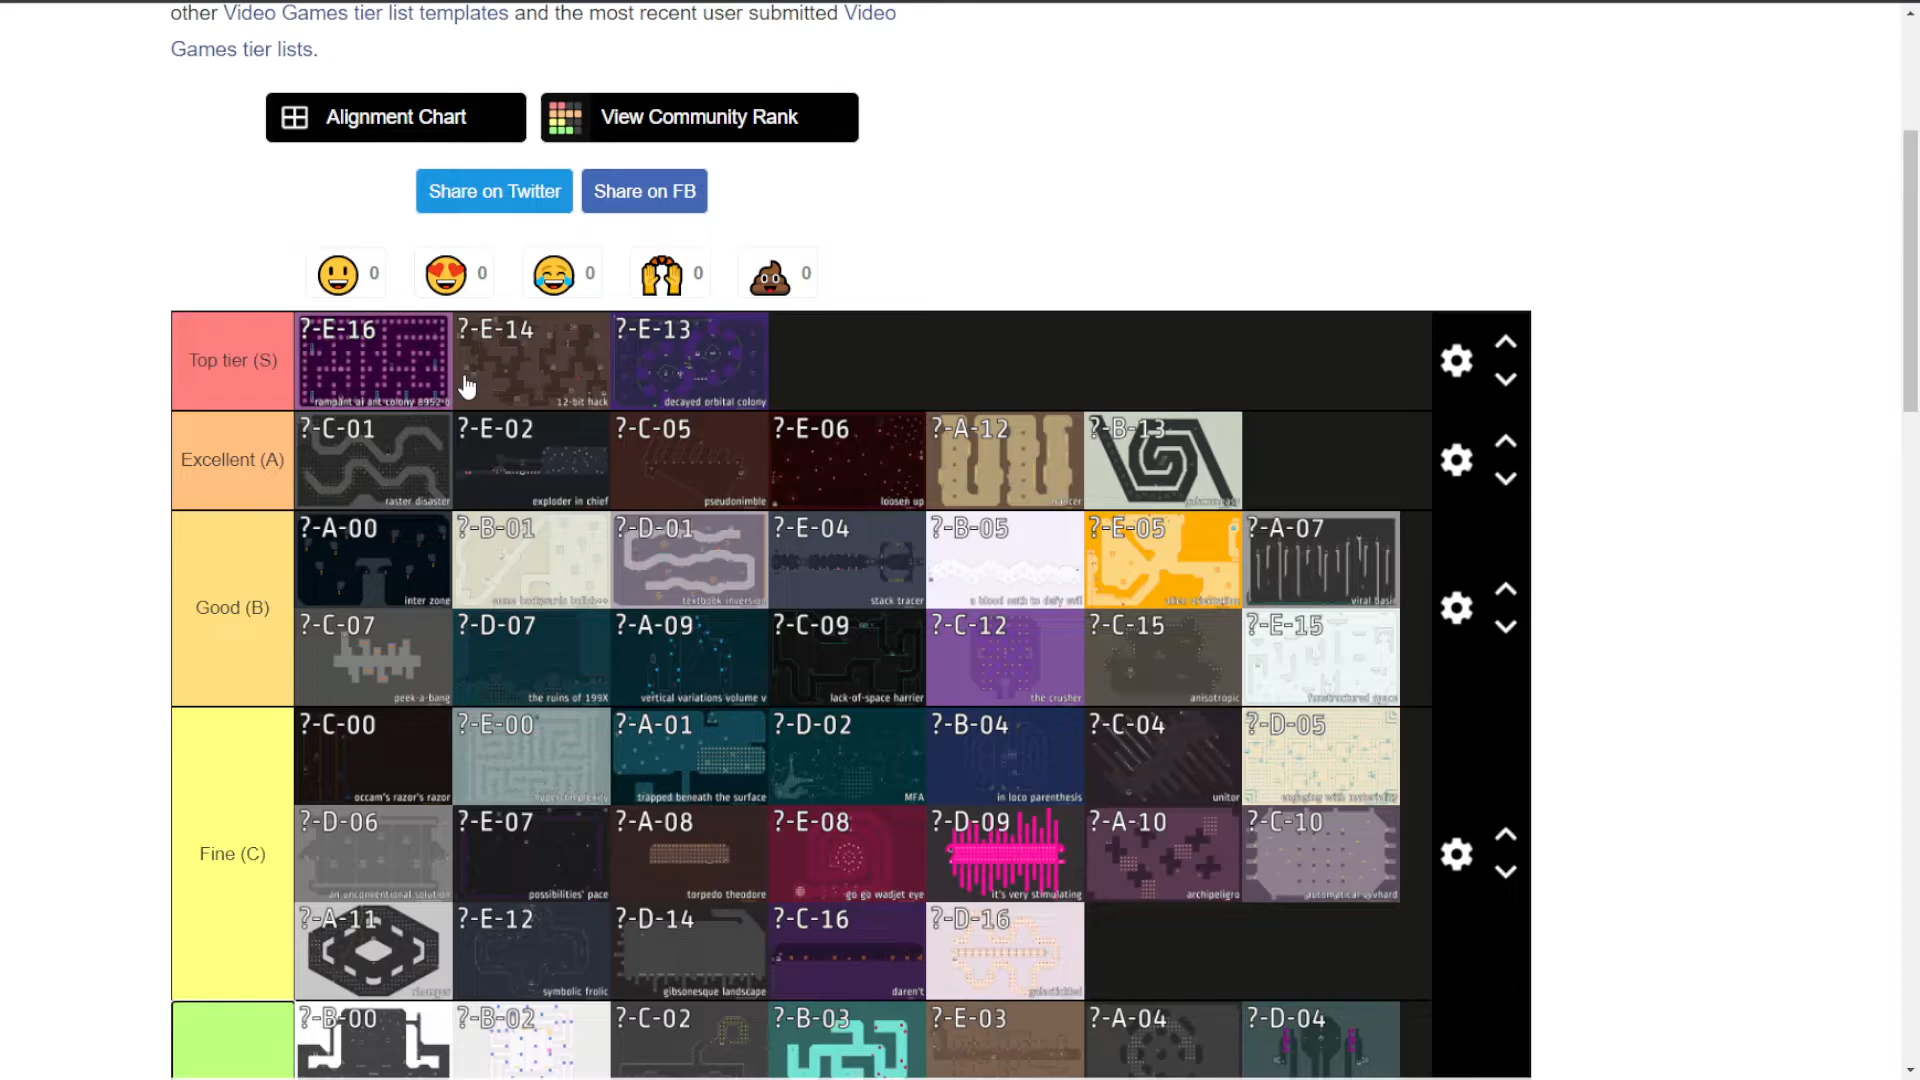 other Video Games tier list templates and the most recent user submitted Video
Games tier lists.
Alignment Chart
View Community Rank
Share on Twitter
Share on FB
0 0 0 0 0
Top tier (S)
?-E-16 ?-E-14 ?-E-13
rampant ai ant colony 8952-b 12-bit hack decayed orbital colony
Excellent (A)
?-C-01 ?-E-02 ?-C-05 ?-E-06 ?-A-12 ?-B-13
raster disaster exploder in chief pseudonimble loosen up
Good (B)
?-A-00 ?-B-01 ?-D-01 ?-E-04 ?-B-05 ?-E-05 ?-A-07
inter zone textbook inversion stack tracer a blood oath to defy evil viral basic
?-C-07 ?-D-07 ?-A-09 ?-C-09 ?-C-12 ?-C-15 ?-E-15
peek-a-bang the ruins of 199X vertical variations volume v lack-of-space harrier the crusher anisotropic
Fine (C)
?-C-00 ?-E-00 ?-A-01 ?-D-02 ?-B-04 ?-C-04 ?-D-05
occam's razor's razor trapped beneath the surface MFA in loco parenthesis unitor
?-D-06 ?-E-07 ?-A-08 ?-E-08 ?-D-09 ?-A-10 ?-C-10
an unconventional solution possibilities' pace torpedo theodore go go wadjet eye it's very stimulating archipeligro
?-A-11 ?-E-12 ?-D-14 ?-C-16 ?-D-16
symbolic frolic gibsonesque landscape daren't
?-B-00 ?-B-02 ?-C-02 ?-B-03 ?-E-03 ?-A-04 ?-D-04